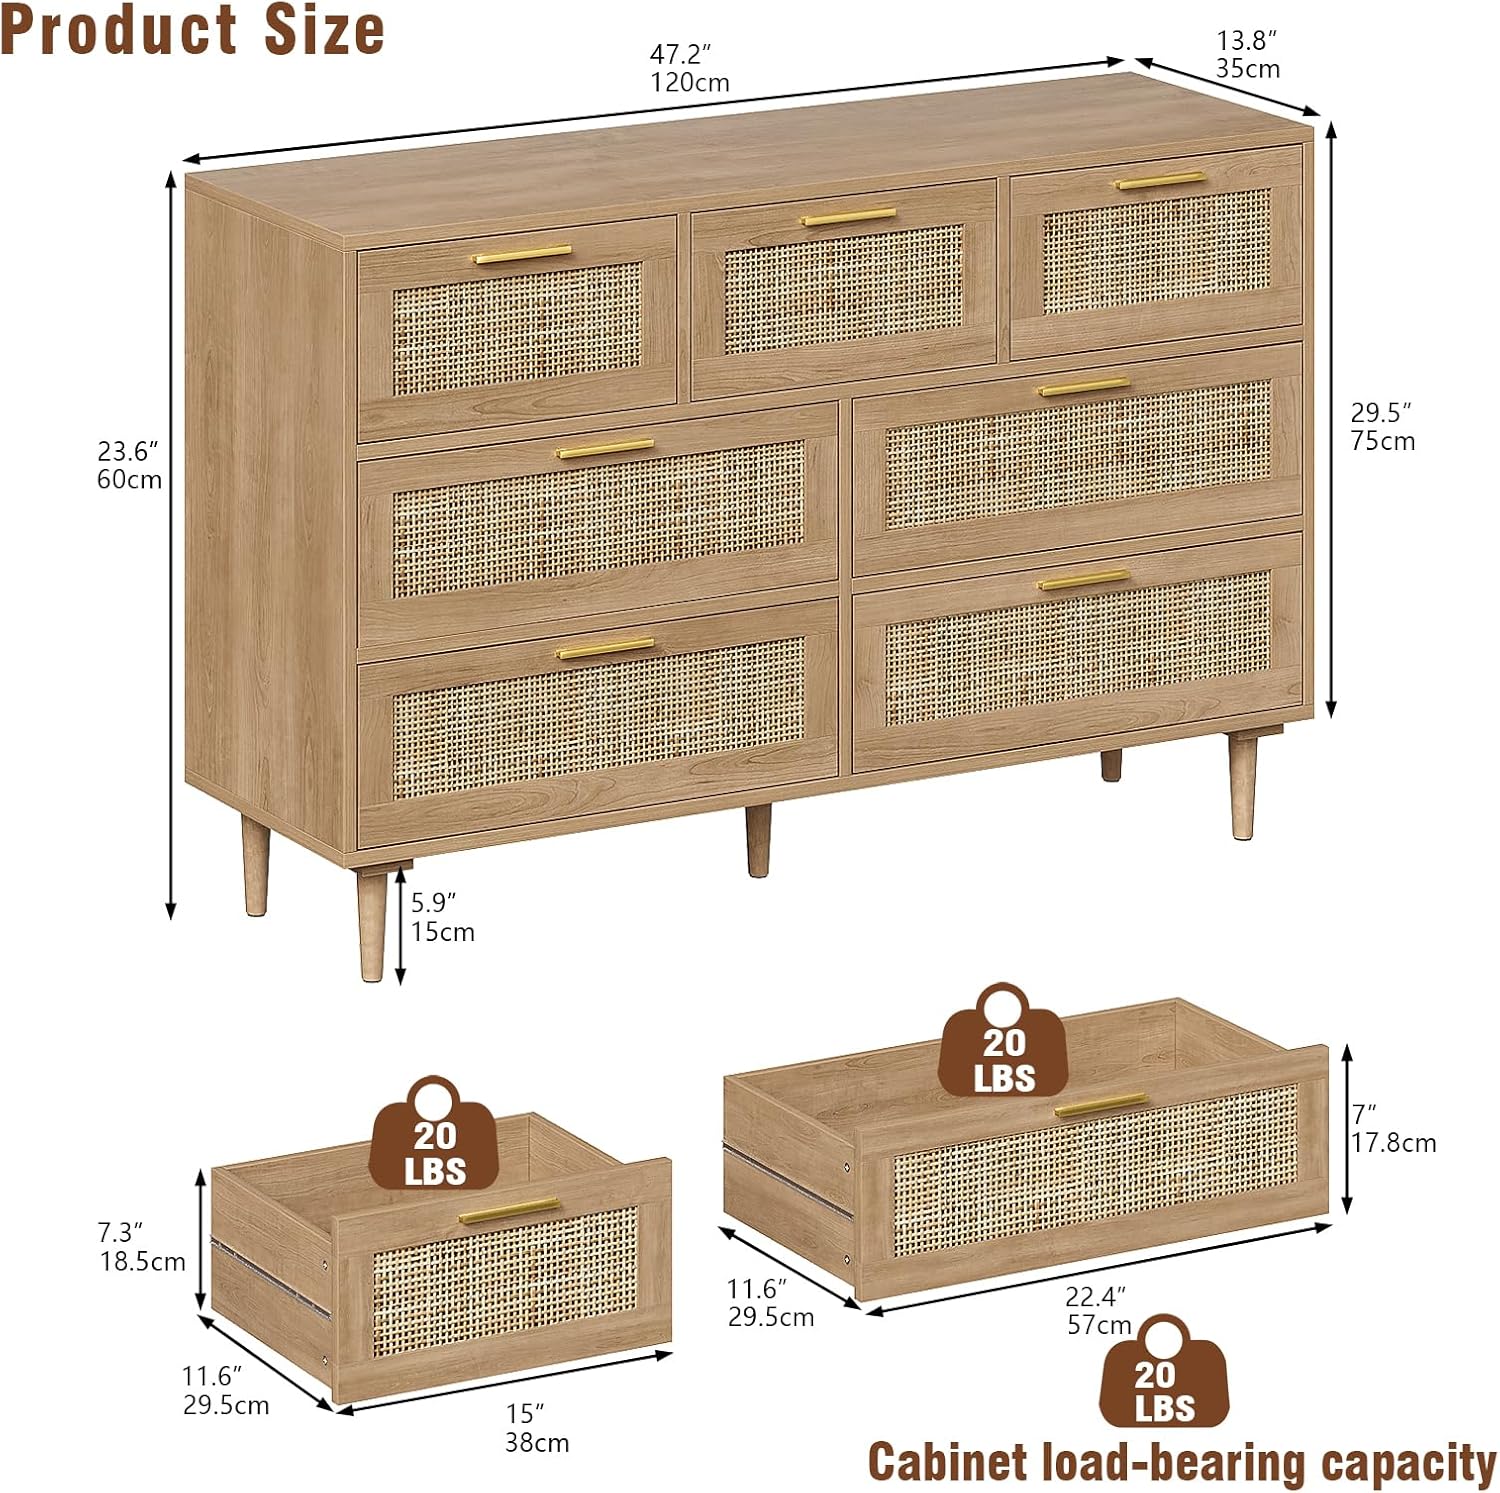 Product Size
47.2"
120cm
13.8"
35cm
23.6"
60cm
29.5"
75cm
5.9"
15cm
20
LBS
20
LBS
7.3"
18.5cm
7"
17.8cm
11.6"
29.5cm
15"
38cm
11.6"
29.5cm
22.4"
57cm
20
LBS
Cabinet load-bearing capacity